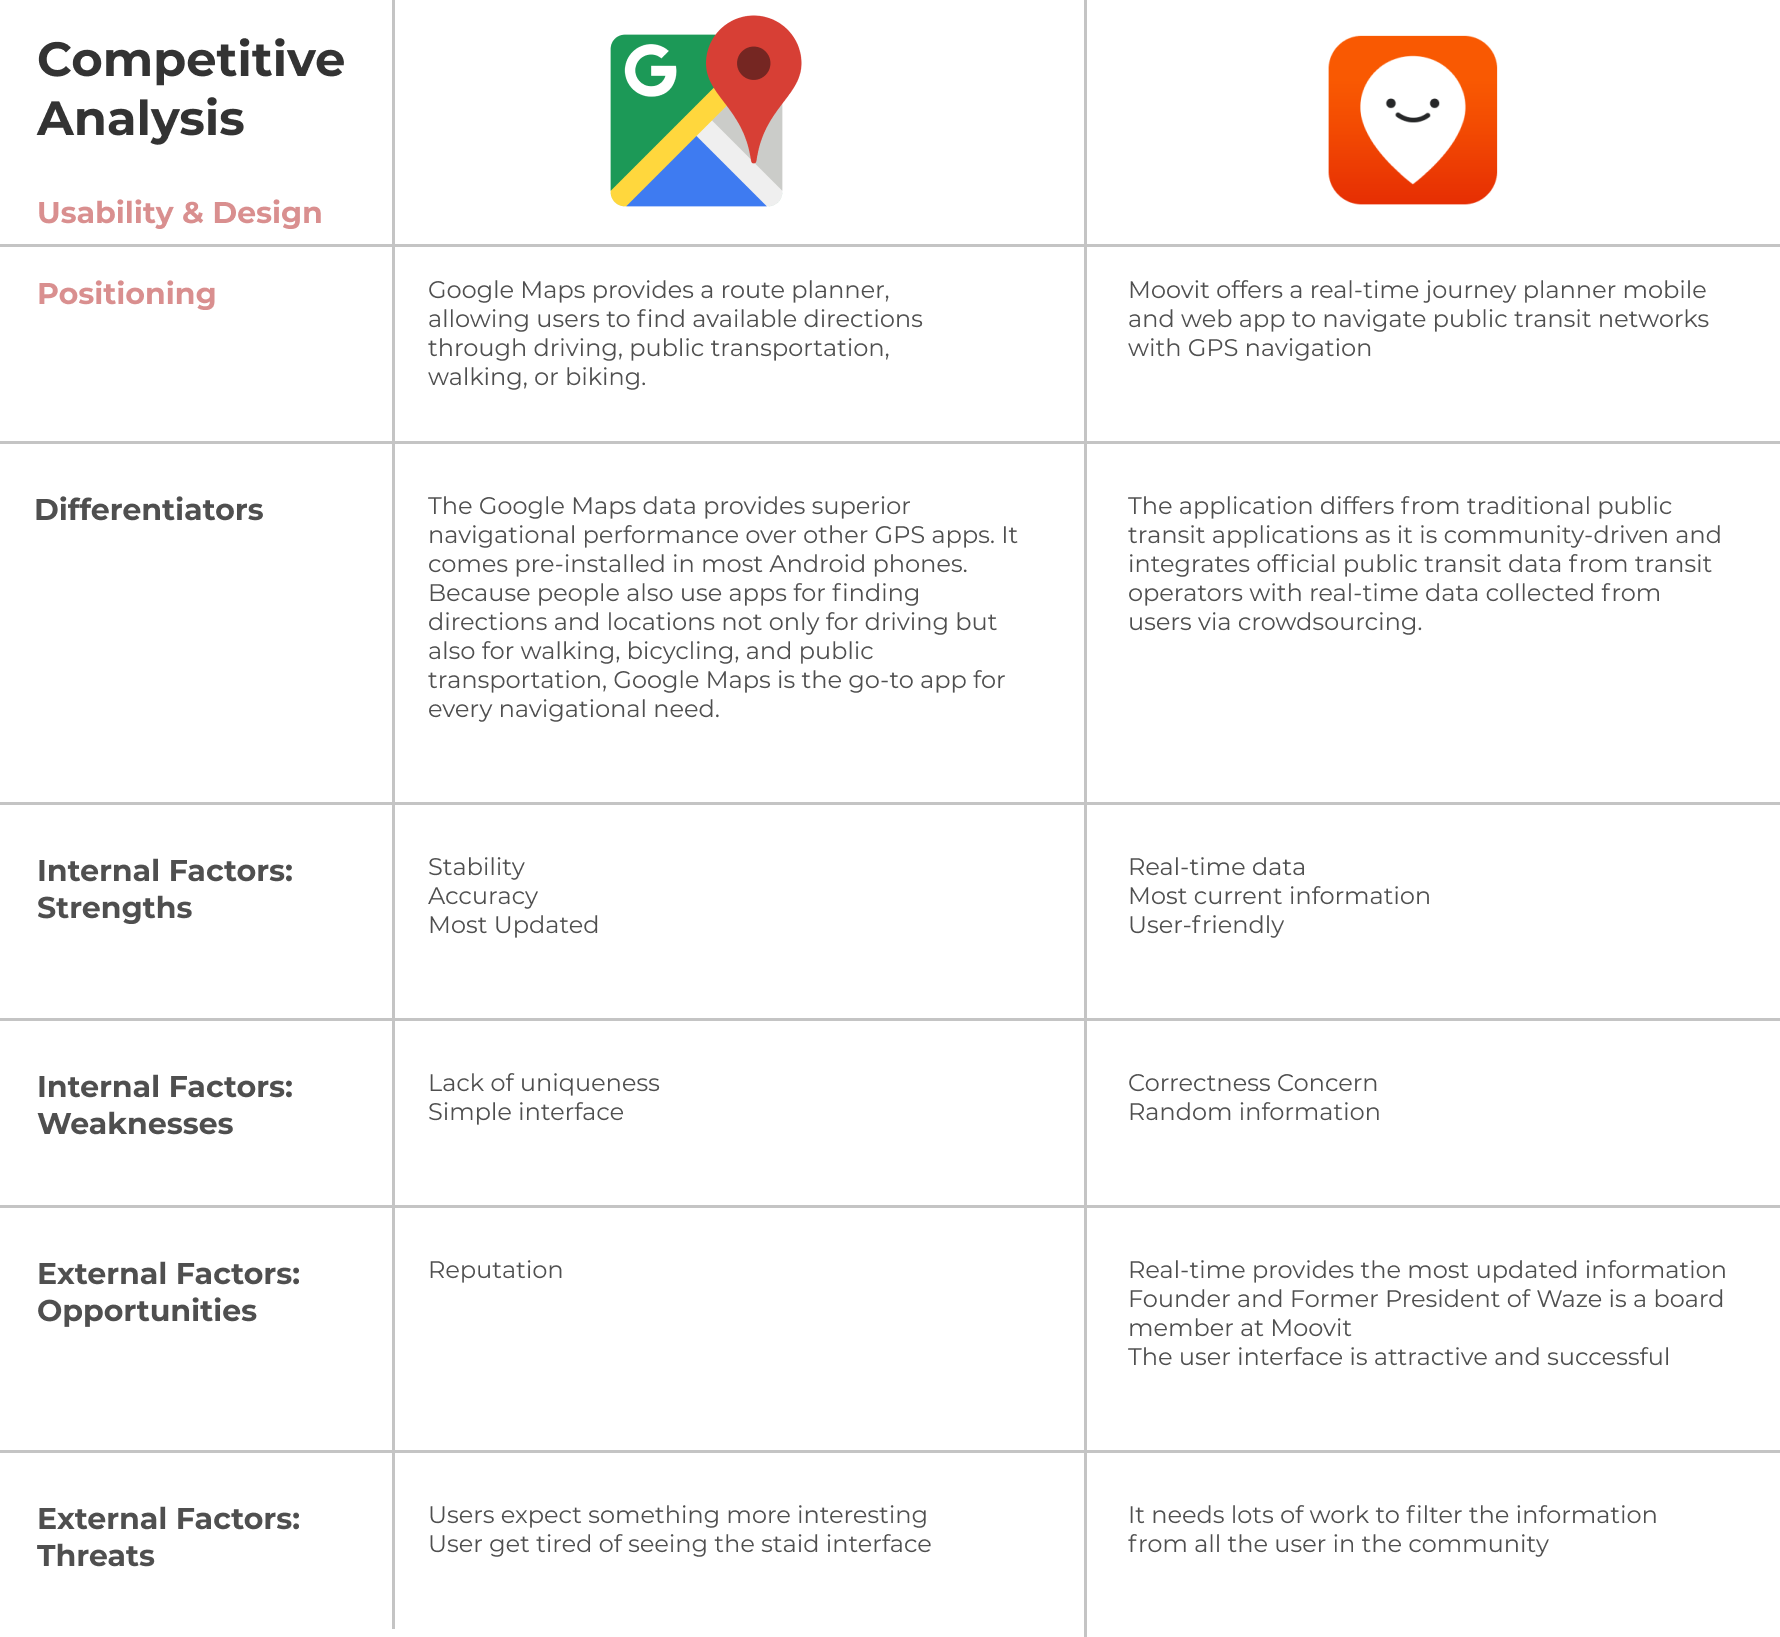 Competitive
Analysis
Usability & Design
G
Positioning
Google Maps provides a route planner,
allowing users to find available directions
through driving, public transportation,
walking, or biking.
Moovit offers a real-time journey planner mobile
and web app to navigate public transit networks
with GPS navigation
Differentiators
The Google Maps data provides superior
navigational performance over other GPS apps. It
comes pre-installed in most Android phones.
Because people also use apps for finding
directions and locations not only for driving but
also for walking, bicycling, and public
transportation, Google Maps is the go-to app for
every navigational need.
The application differs from traditional public
transit applications as it is community-driven and
integrates official public transit data from transit
operators with real-time data collected from
users via crowdsourcing.
Internal Factors:
Strengths
Stability
Accuracy
Most Updated
Real-time data
Most current information
User-friendly
Internal Factors:
Weaknesses
Lack of uniqueness
Simple interface
Correctness Concern
Random information
External Factors:
Opportunities
Reputation
Real-time provides the most updated information
Founder and Former President of Waze is a board
member at Moovit
The user interface is attractive and successful
External Factors:
Threats
Users expect something more interesting
User get tired of seeing the staid interface
It needs lots of work to filter the information
from all the user in the community